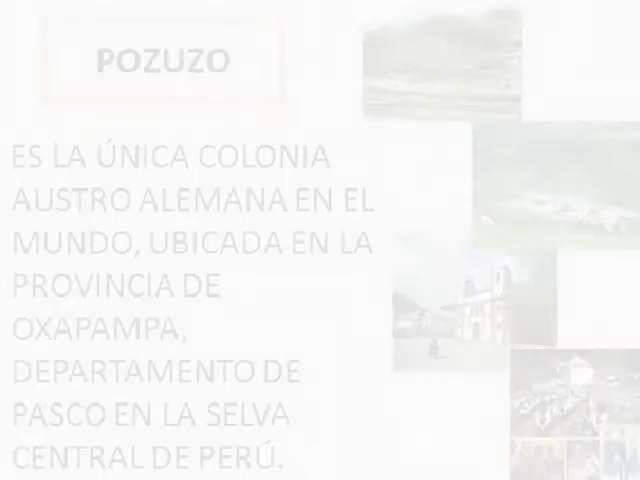 POZUZO
ES LA ÚNICA COLONIA
AUSTRO ALEMANA EN EL
MUNDO, UBICADA EN LA
PROVINCIA DE
OXAPAMPA,
DEPARTAMENTO DE
PASCO EN LA SELVA
CENTRAL DE PERÚ.